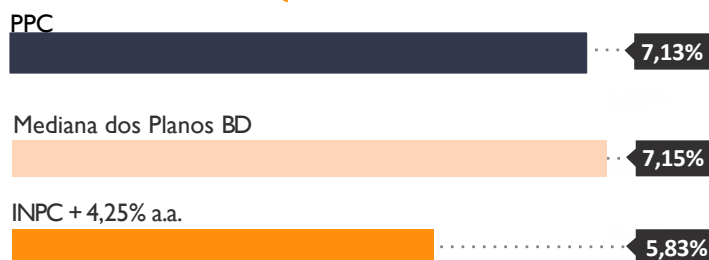 PPC
7,13%
Mediana dos Planos BD
7,15%
INPC + 4,25% a.a.
5,83%